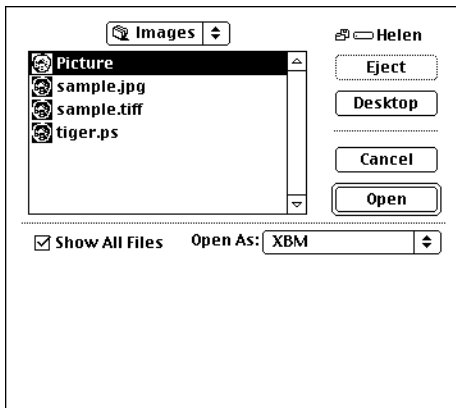 Images
Helen
Picture
sample.jpg
sample.tiff
tiger.ps
Eject
Desktop
Cancel
Open
Show All Files
Open As: XBM